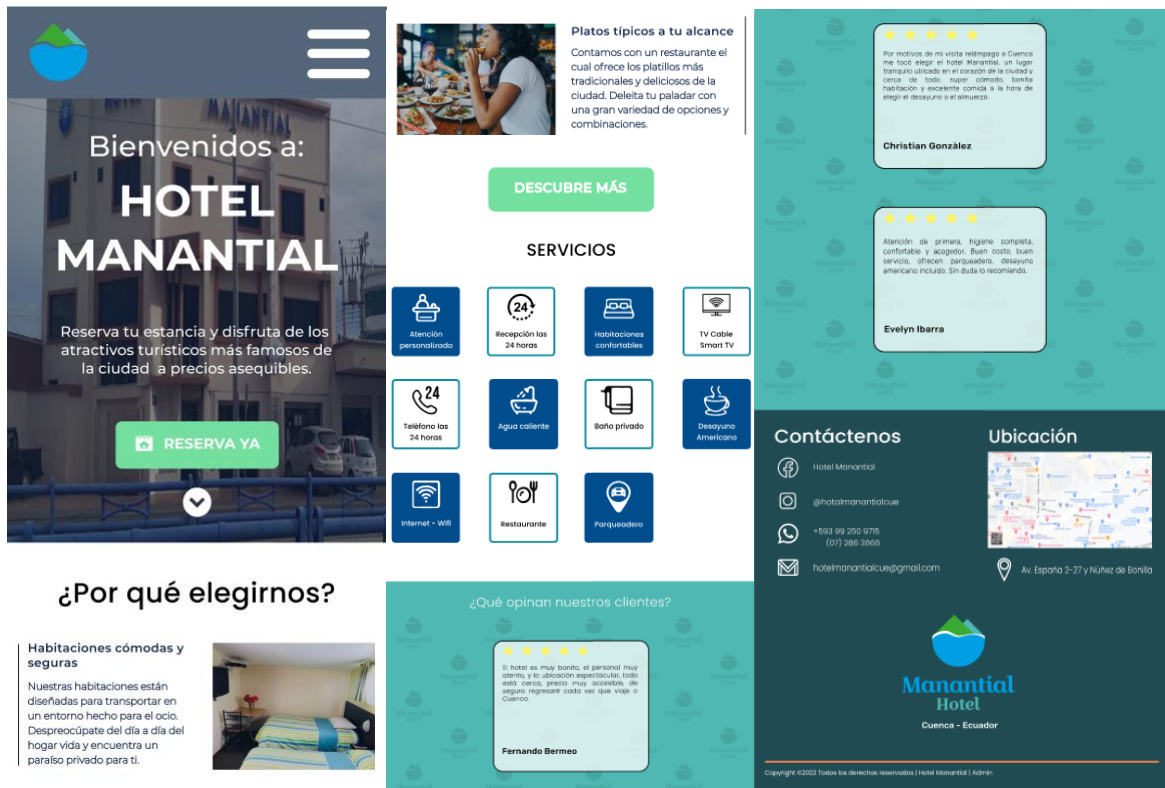 HOTEL MANANTIAL
Bienvenidos a:
HOTEL
MANANTIAL
Reserva tu estancia y disfruta de los
atractivos turísticos más famosos de
la ciudad a precios asequibles.
RESERVA YA
¿Por qué elegirnos?
Habitaciones cómodas y
seguras
Nuestras habitaciones están
diseñadas para transportar en
un entorno hecho para el ocio.
Despreocúpate del día a día del
hogar vida y encuentra un
paraíso privado para ti.
Platos típicos a tu alcance
Contamos con un restaurante el
cual ofrece los platillos más
tradicionales y deliciosos de la
ciudad. Deleita tu paladar con
una gran variedad de opciones y
combinaciones.
DESCUBRE MÁS
SERVICIOS
Atención
personalizada
24
Recepción las
24 horas
Habitaciones
confortables
TV Cable
Smart TV
24
Teléfono las
24 horas
Agua caliente
Baño privado
Desayuno
Americano
Internet - Wifi
Restaurante
Parqueadero
¿Qué opinan nuestros clientes?
El hotel es muy bonito, el personal muy
atento, y la ubicación espectacular, todo
está cerca, precio muy accesible, de
seguro regresaré cada vez que viaje a
Cuenca.
Fernando Bermeo
Por motivos de mi visita relámpago a Cuenca
me tocó elegir el hotel Manantial, un lugar
tranquilo ubicado en el corazón de la ciudad y
cerca de todo, super cómodo, bonita
habitación y excelente comida a la hora de
elegir el desayuno o el almuerzo.
Christian Gonzàlez
Atención de primera, higiene completa,
confortable y acogedor. Buen costo, buen
servicio, ofrecen parqueadero, desayuno
americano incluido. Sin duda lo recomiendo.
Evelyn Ibarra
Contáctenos
Hotel Manantial
@hotalmanantialcue
+593 99 250 9715
(07) 286 3666
hotelmanantialcue@gmail.com
Ubicación
Av. España 2-27 y Núñez de Bonilla
Manantial
Hotel
Cuenca - Ecuador
Copyright ©2022 Todos los derechos reservados | Hotel Manantial | Admin